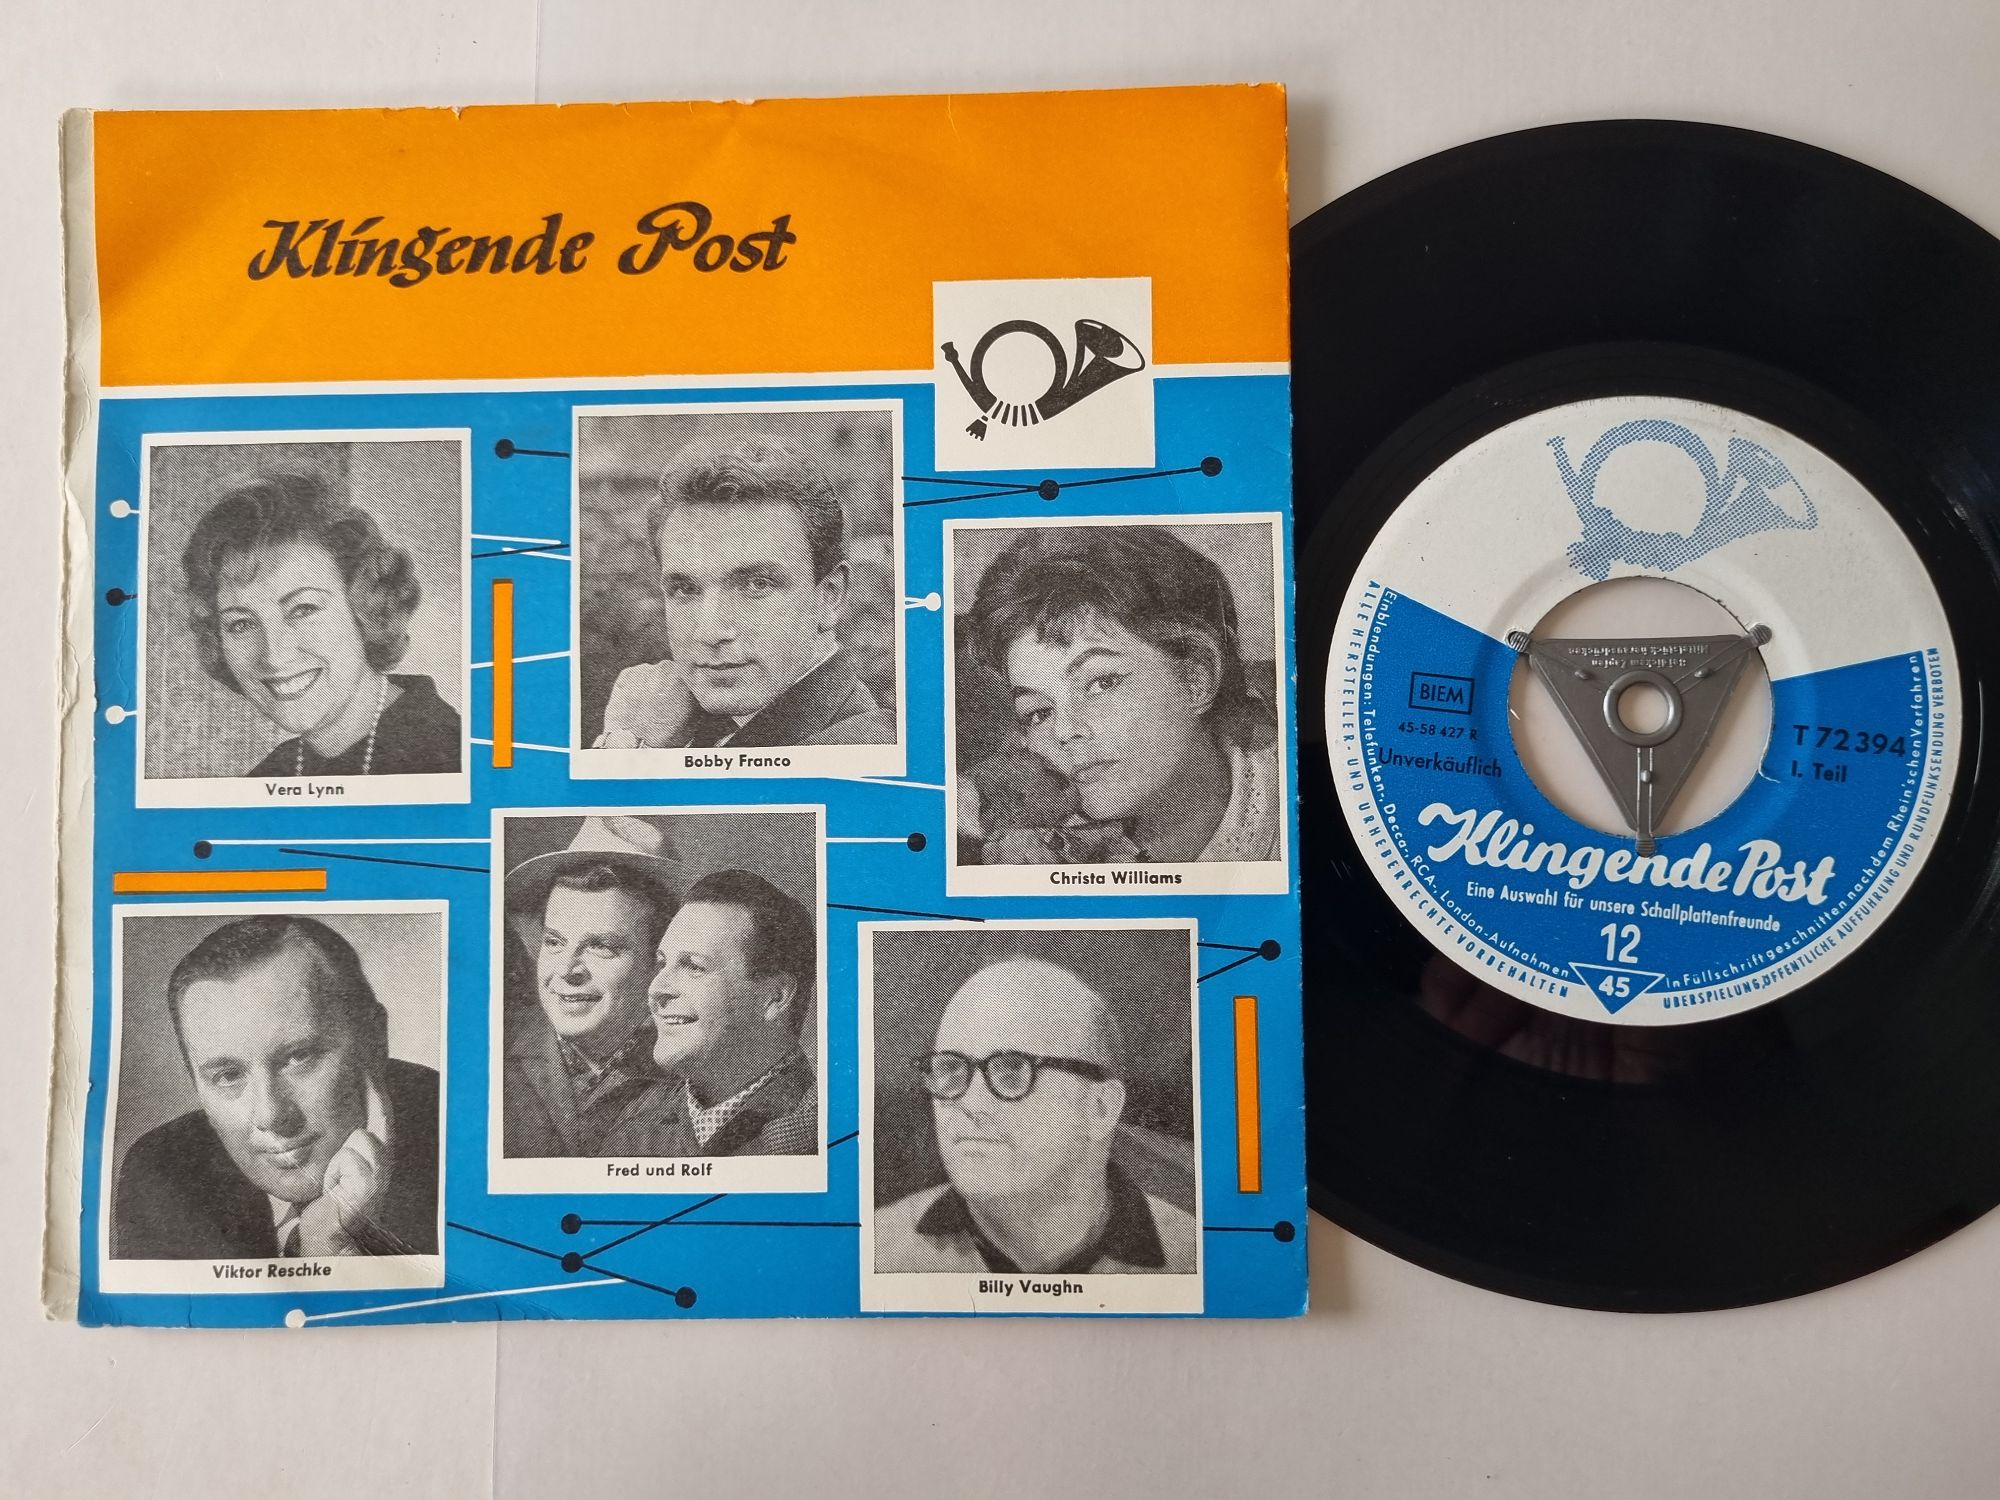 Klingende Post
Vera Lynn
Bobby Franco
Christa Williams
Viktor Reschke
Fred und Rolf
Billy Vaughn
BIEM
45-58 427 R
Unverkäuflich
T 72 394
I. Teil
Klingende Post
Eine Auswahl für unsere Schallplattenfreunde
12
45
Einblendungen: Telefunken-, Decca-, RCA-, London-Aufnahmen
In Füllschrift geschnitten nach dem Rhein'schen Verfahren
ALLE HERSTELLER- UND URHEBERRECHTE VORBEHALTEN
ÜBERSPIELUNG, ÖFFENTLICHE AUFFÜHRUNG UND RUNDFUNKSENDUNG VERBOTEN